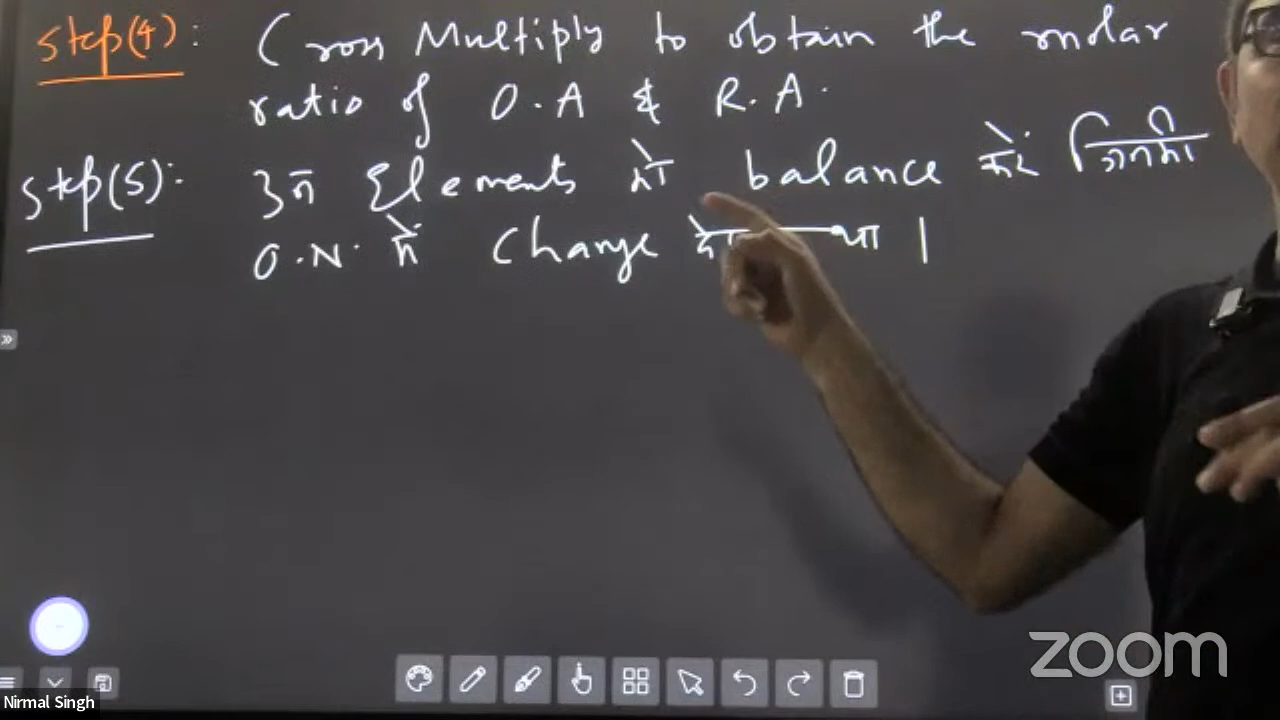 Step(4): Cross Multiply to obtain the molar
ratio of O.A & R.A.
Step(5): उन Elements को balance करें जिनकी
O.N. में Change था |
Nirmal Singh
zoom